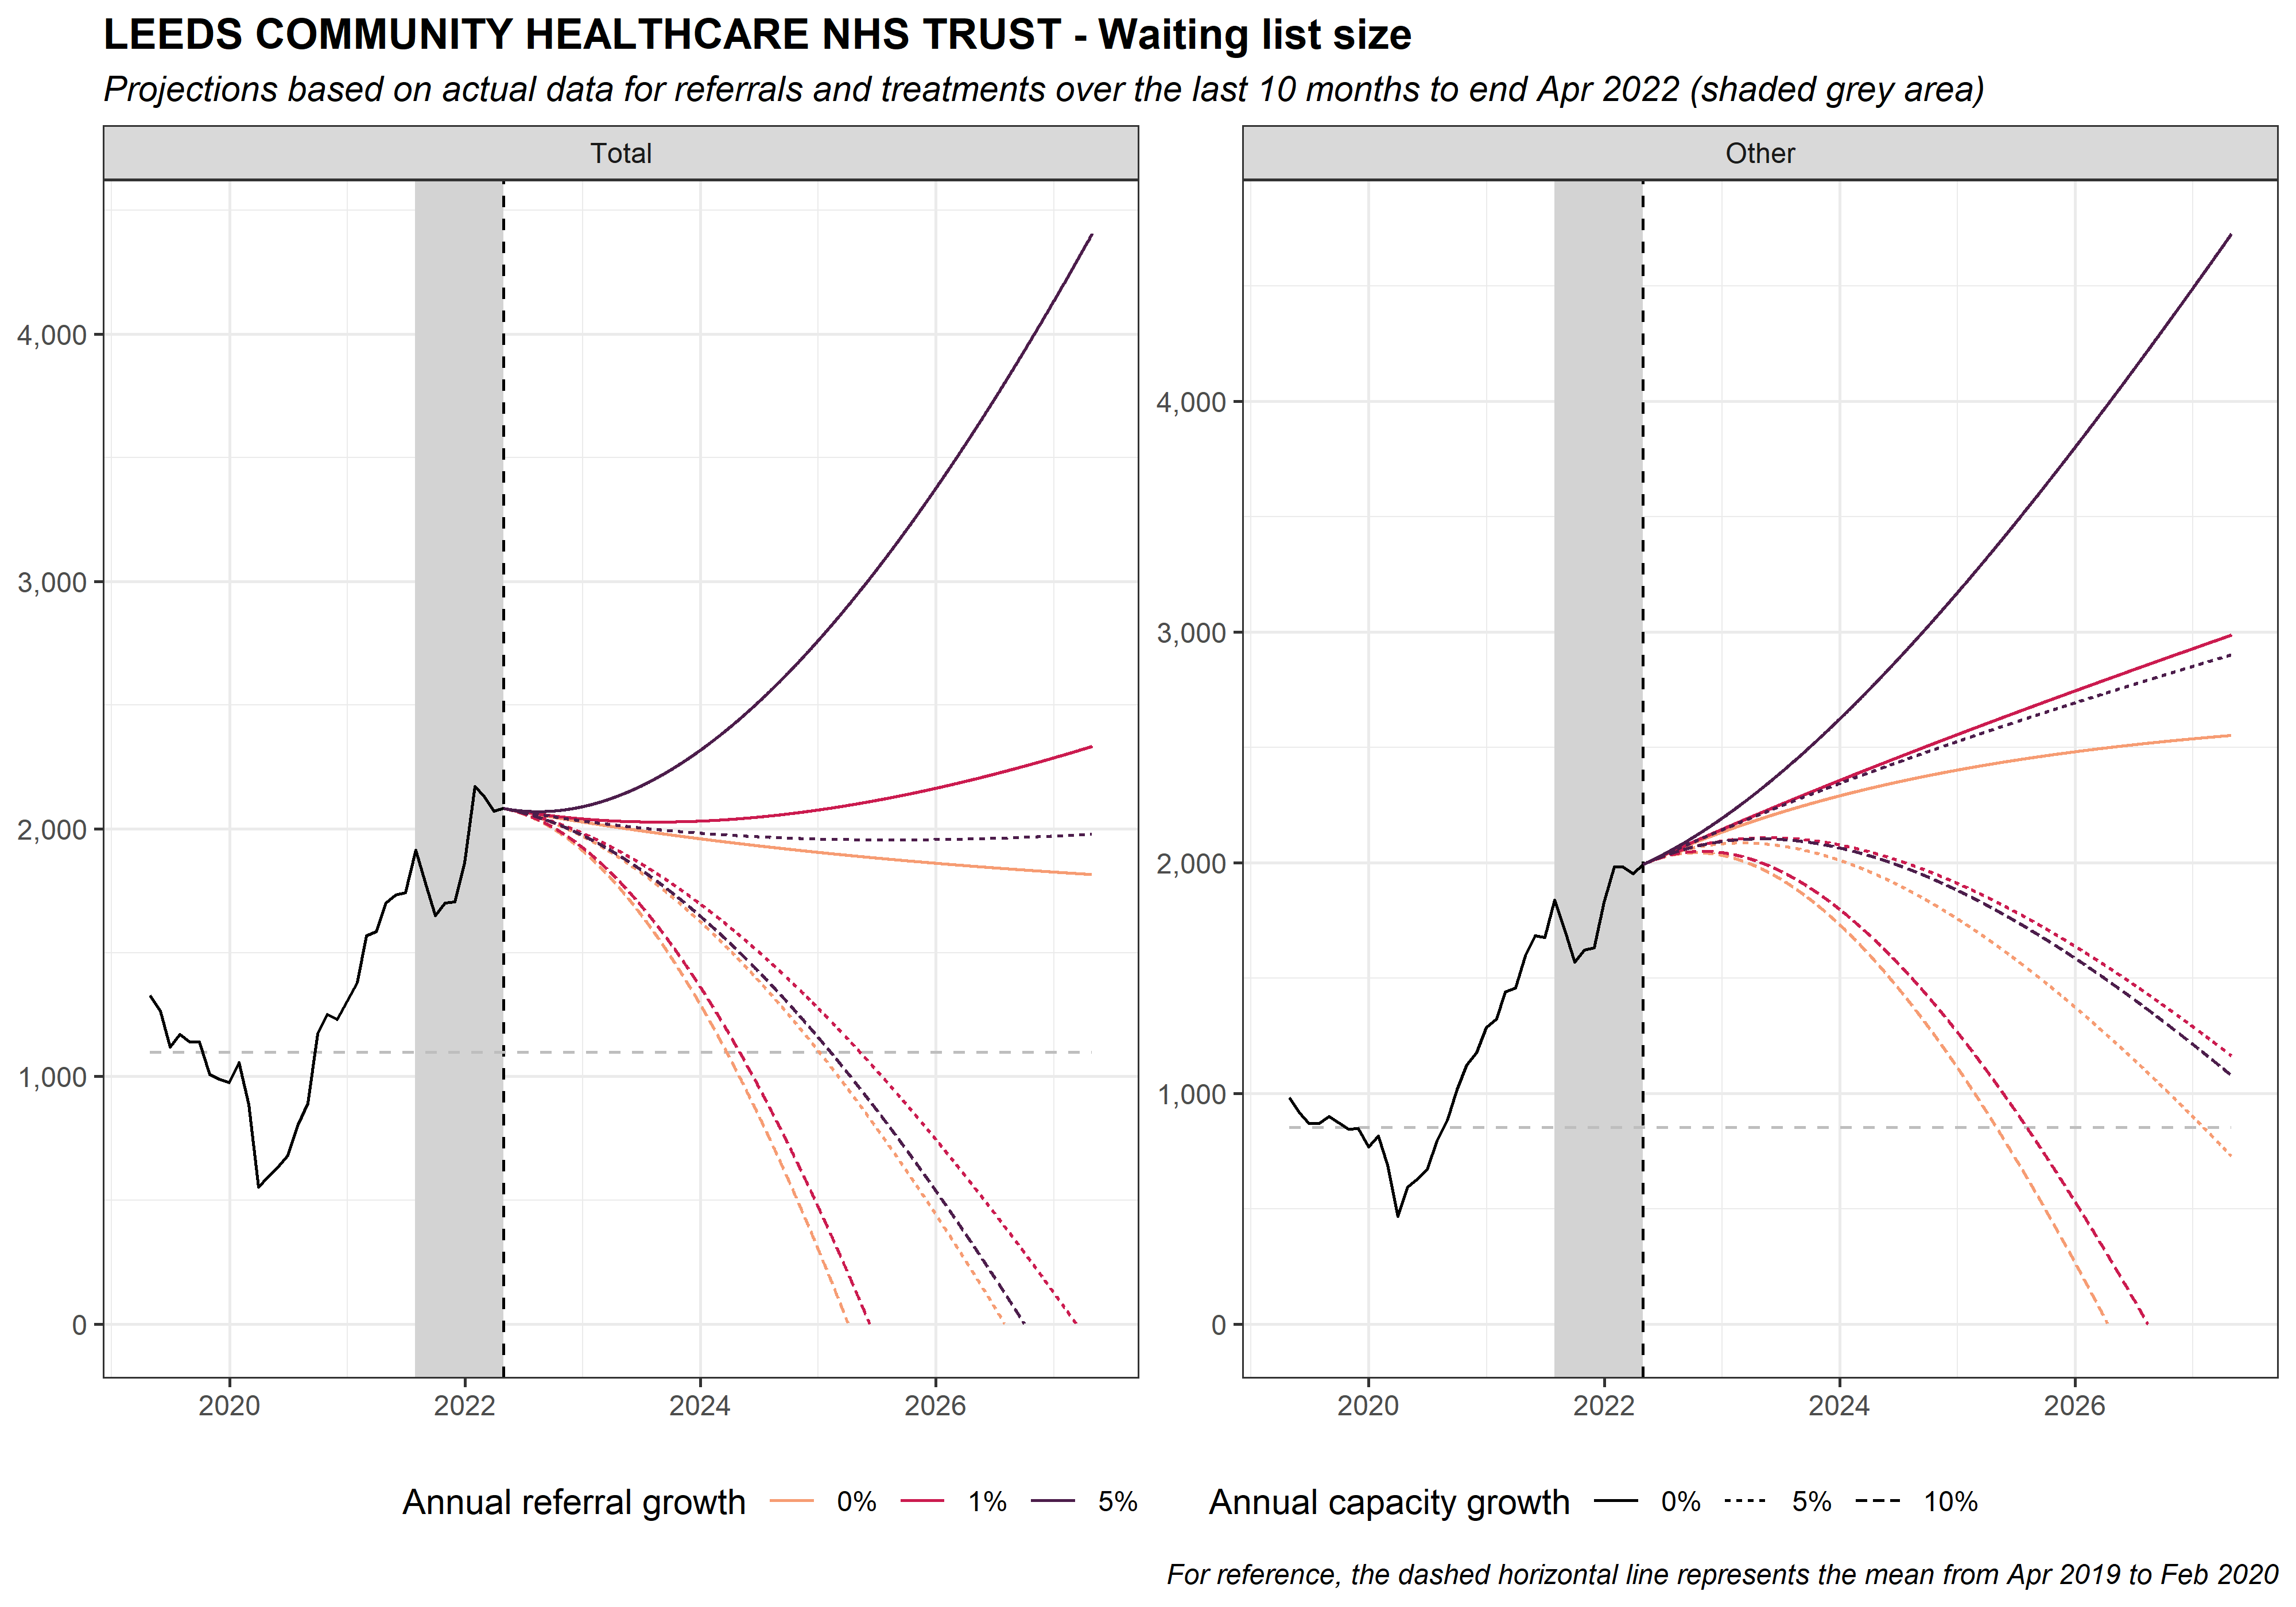 LEEDS COMMUNITY HEALTHCARE NHS TRUST - Waiting list size
Projections based on actual data for referrals and treatments over the last 10 months to end Apr 2022 (shaded grey area)
Total
4,000
3,000
2,000
1,000
0
2020 2022 2024 2026
Other
4,000
3,000
2,000
1,000
0
2020 2022 2024 2026
Annual referral growth 0% 1% 5%
Annual capacity growth 0% 5% 10%
For reference, the dashed horizontal line represents the mean from Apr 2019 to Feb 2020